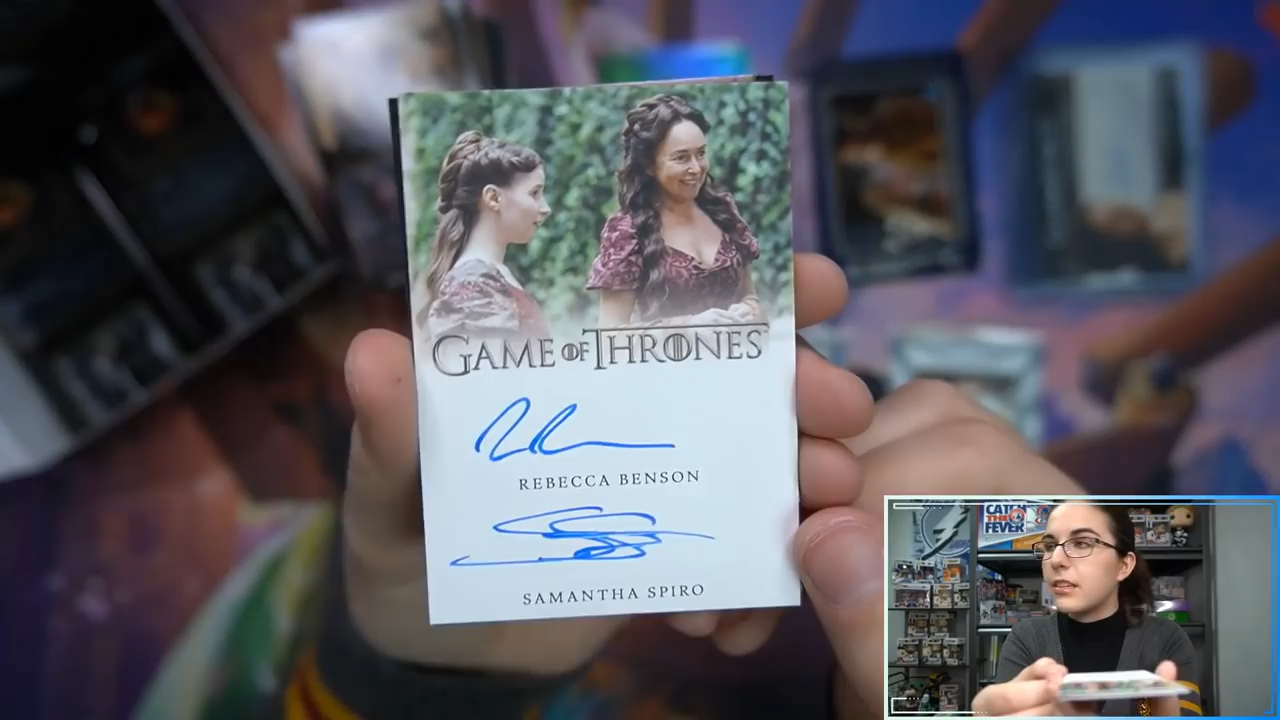 GAME OF THRONES
REBECCA BENSON
SAMANTHA SPIRO
CATCH
THE
FEVER